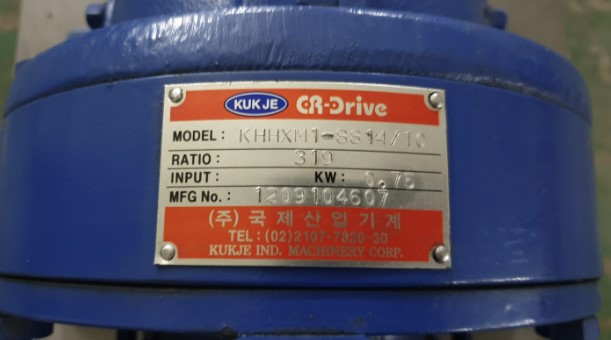 KUKJE CR-Drive
MODEL: KHHXM1-SS14/10
RATIO: 319
INPUT: KW: 0.75
MFG No.: 1209104607
(주) 국제산업기계
TEL: (02)2107-7820-30
KUKJE IND. MACHINERY CORP.